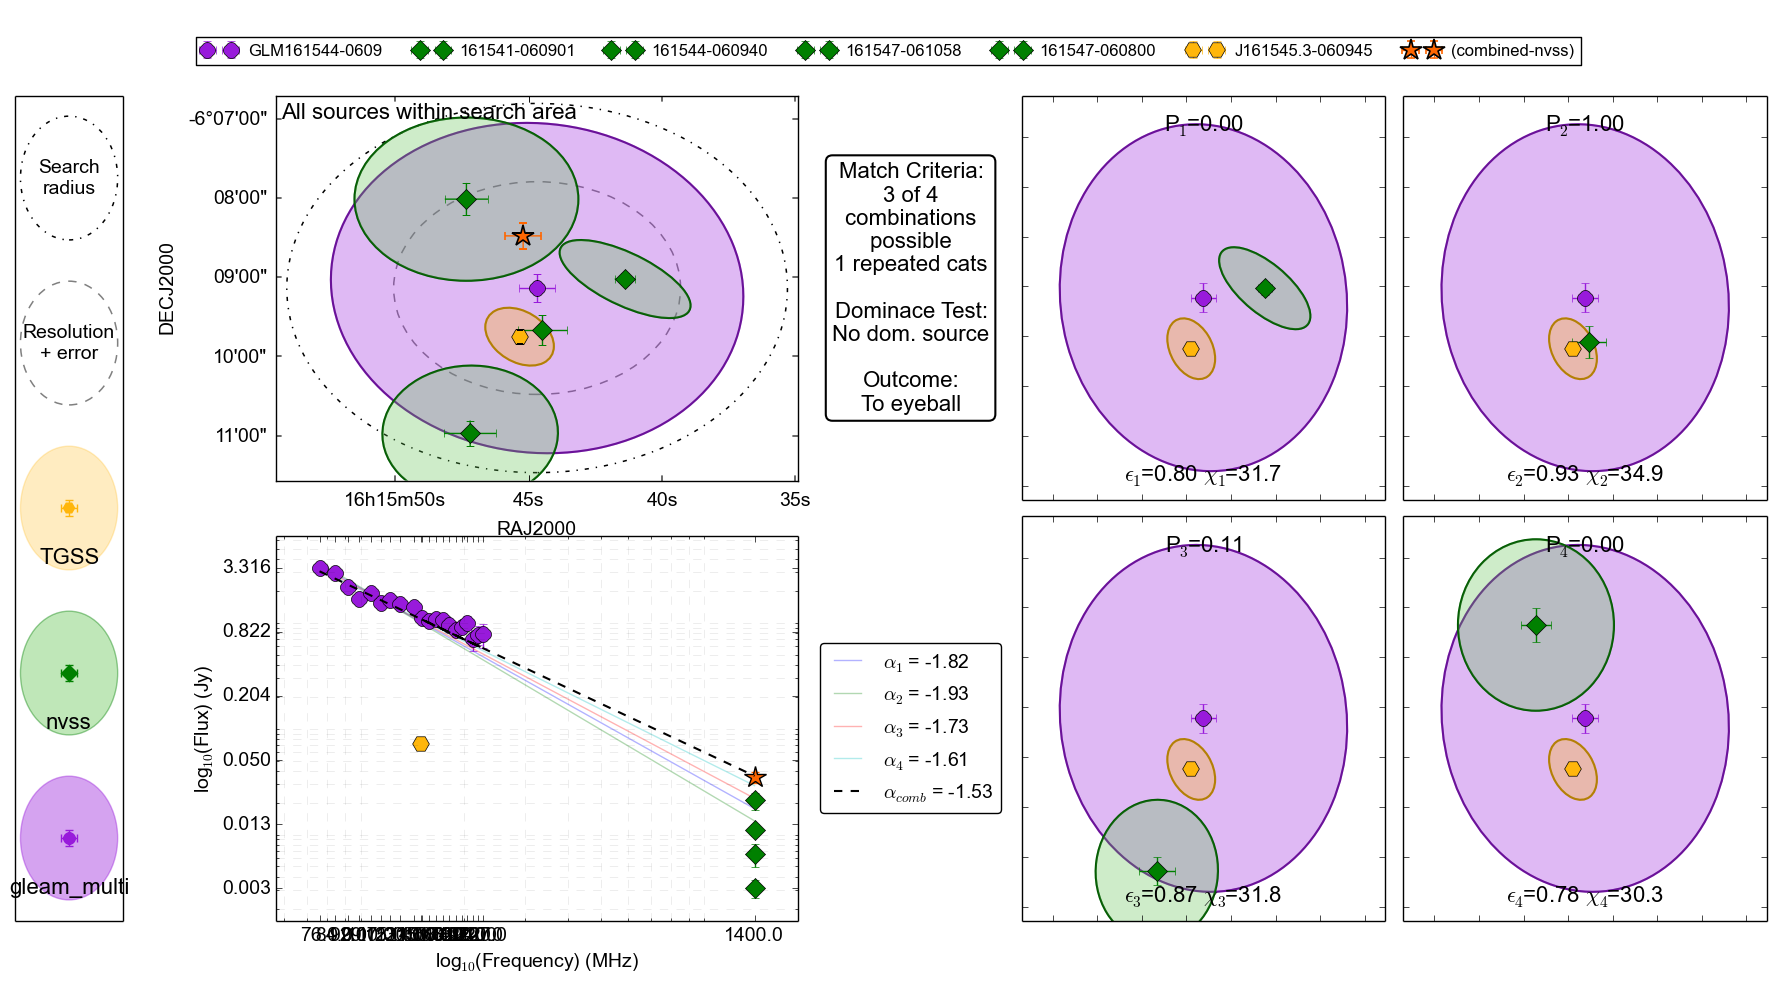 GLM161544-0609 161541-060901 161544-060940 161547-061058 161547-060800 J161545.3-060945 (combined-nvss)
Search
radius
Resolution
+ error
TGSS
nvss
gleam_multi
All sources within search area
-6°07'00"
08'00"
09'00"
10'00"
11'00"
DECJ2000
16h15m50s 45s 40s 35s
RAJ2000
Match Criteria:
3 of 4
combinations
possible
1 repeated cats
Dominace Test:
No dom. source
Outcome:
To eyeball
P1=0.00
ϵ1=0.80 χ1=31.7
P2=1.00
ϵ2=0.93 χ2=34.9
P3=0.11
ϵ3=0.87 χ3=31.8
P4=0.00
ϵ4=0.78 χ4=30.3
3.316
0.822
0.204
0.050
0.013
0.003
log10(Flux) (Jy)
1400.0
log10(Frequency) (MHz)
α1 = -1.82
α2 = -1.93
α3 = -1.73
α4 = -1.61
αcomb = -1.53